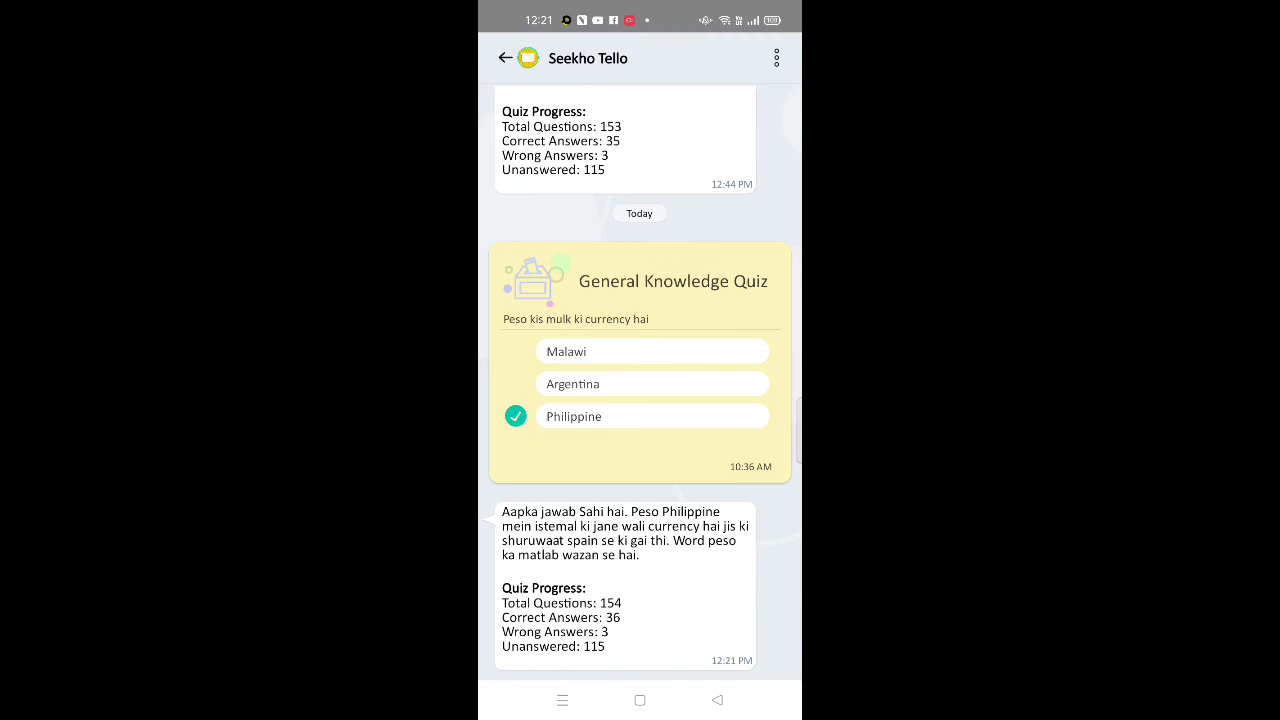 12:21
100
Seekho Tello
Quiz Progress:
Total Questions: 153
Correct Answers: 35
Wrong Answers: 3
Unanswered: 115
12:44 PM
Today
General Knowledge Quiz
Peso kis mulk ki currency hai
Malawi
Argentina
Philippine
10:36 AM
Aapka jawab Sahi hai. Peso Philippine
mein istemal ki jane wali currency hai jis ki
shuruwaat spain se ki gai thi. Word peso
ka matlab wazan se hai.
Quiz Progress:
Total Questions: 154
Correct Answers: 36
Wrong Answers: 3
Unanswered: 115
12:21 PM